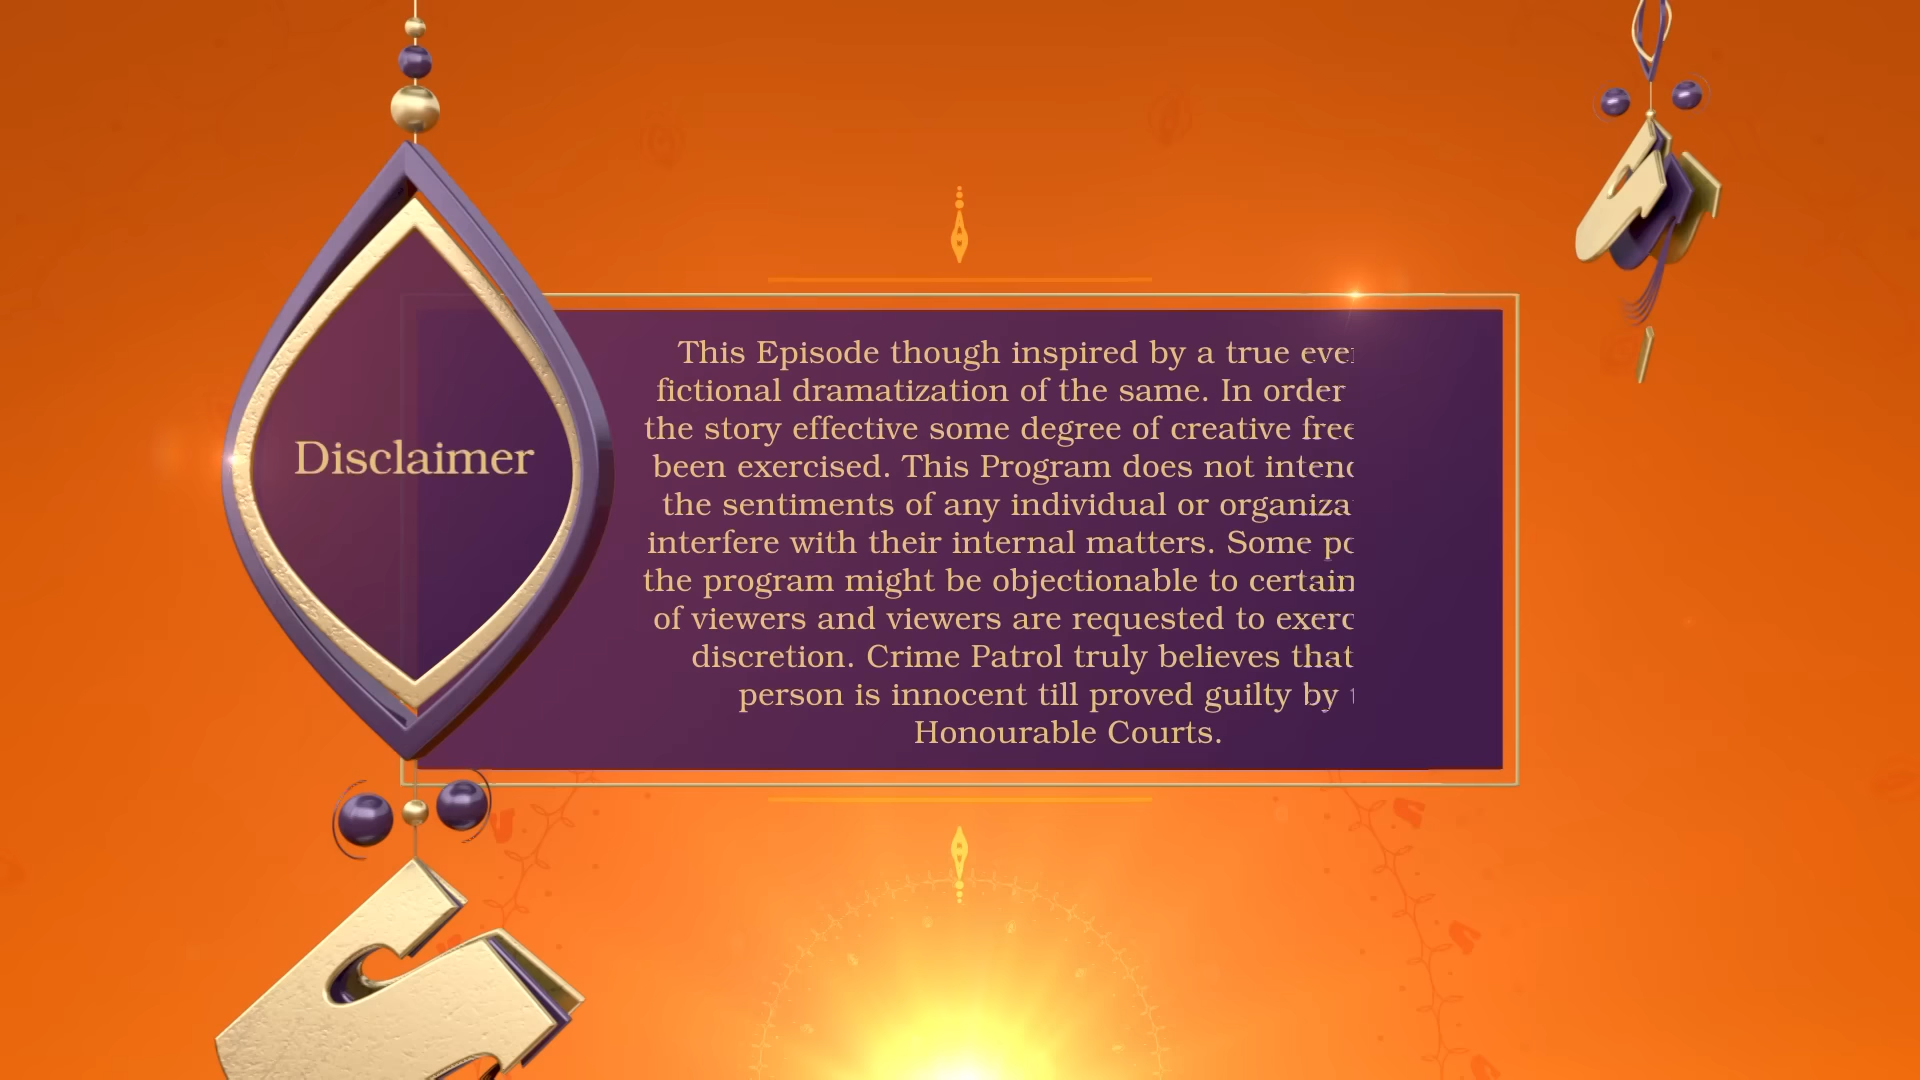 Disclaimer
This Episode though inspired by a true
fictional dramatization of the same. In order
the story effective some degree of creative
been exercised. This Program does not
the sentiments of any individual or
interfere with their internal matters. Some
the program might be objectionable to certain
of viewers and viewers are requested to
discretion. Crime Patrol truly believes that
person is innocent till proved guilty by
Honourable Courts.